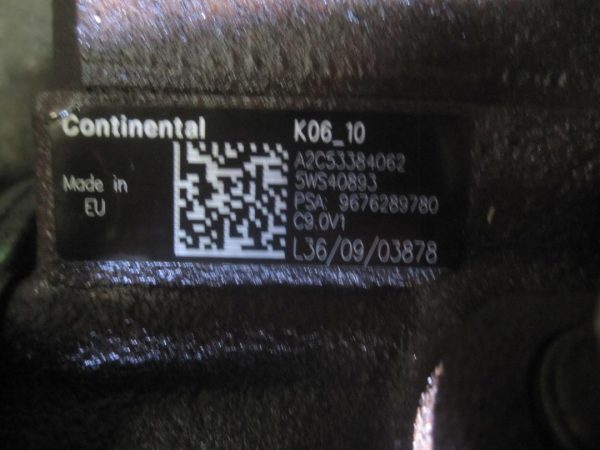 Continental
K06_10
A2C53384062
5WS40893
PSA: 9676289780
C9.0V1
L36/09/03878
Made in
EU